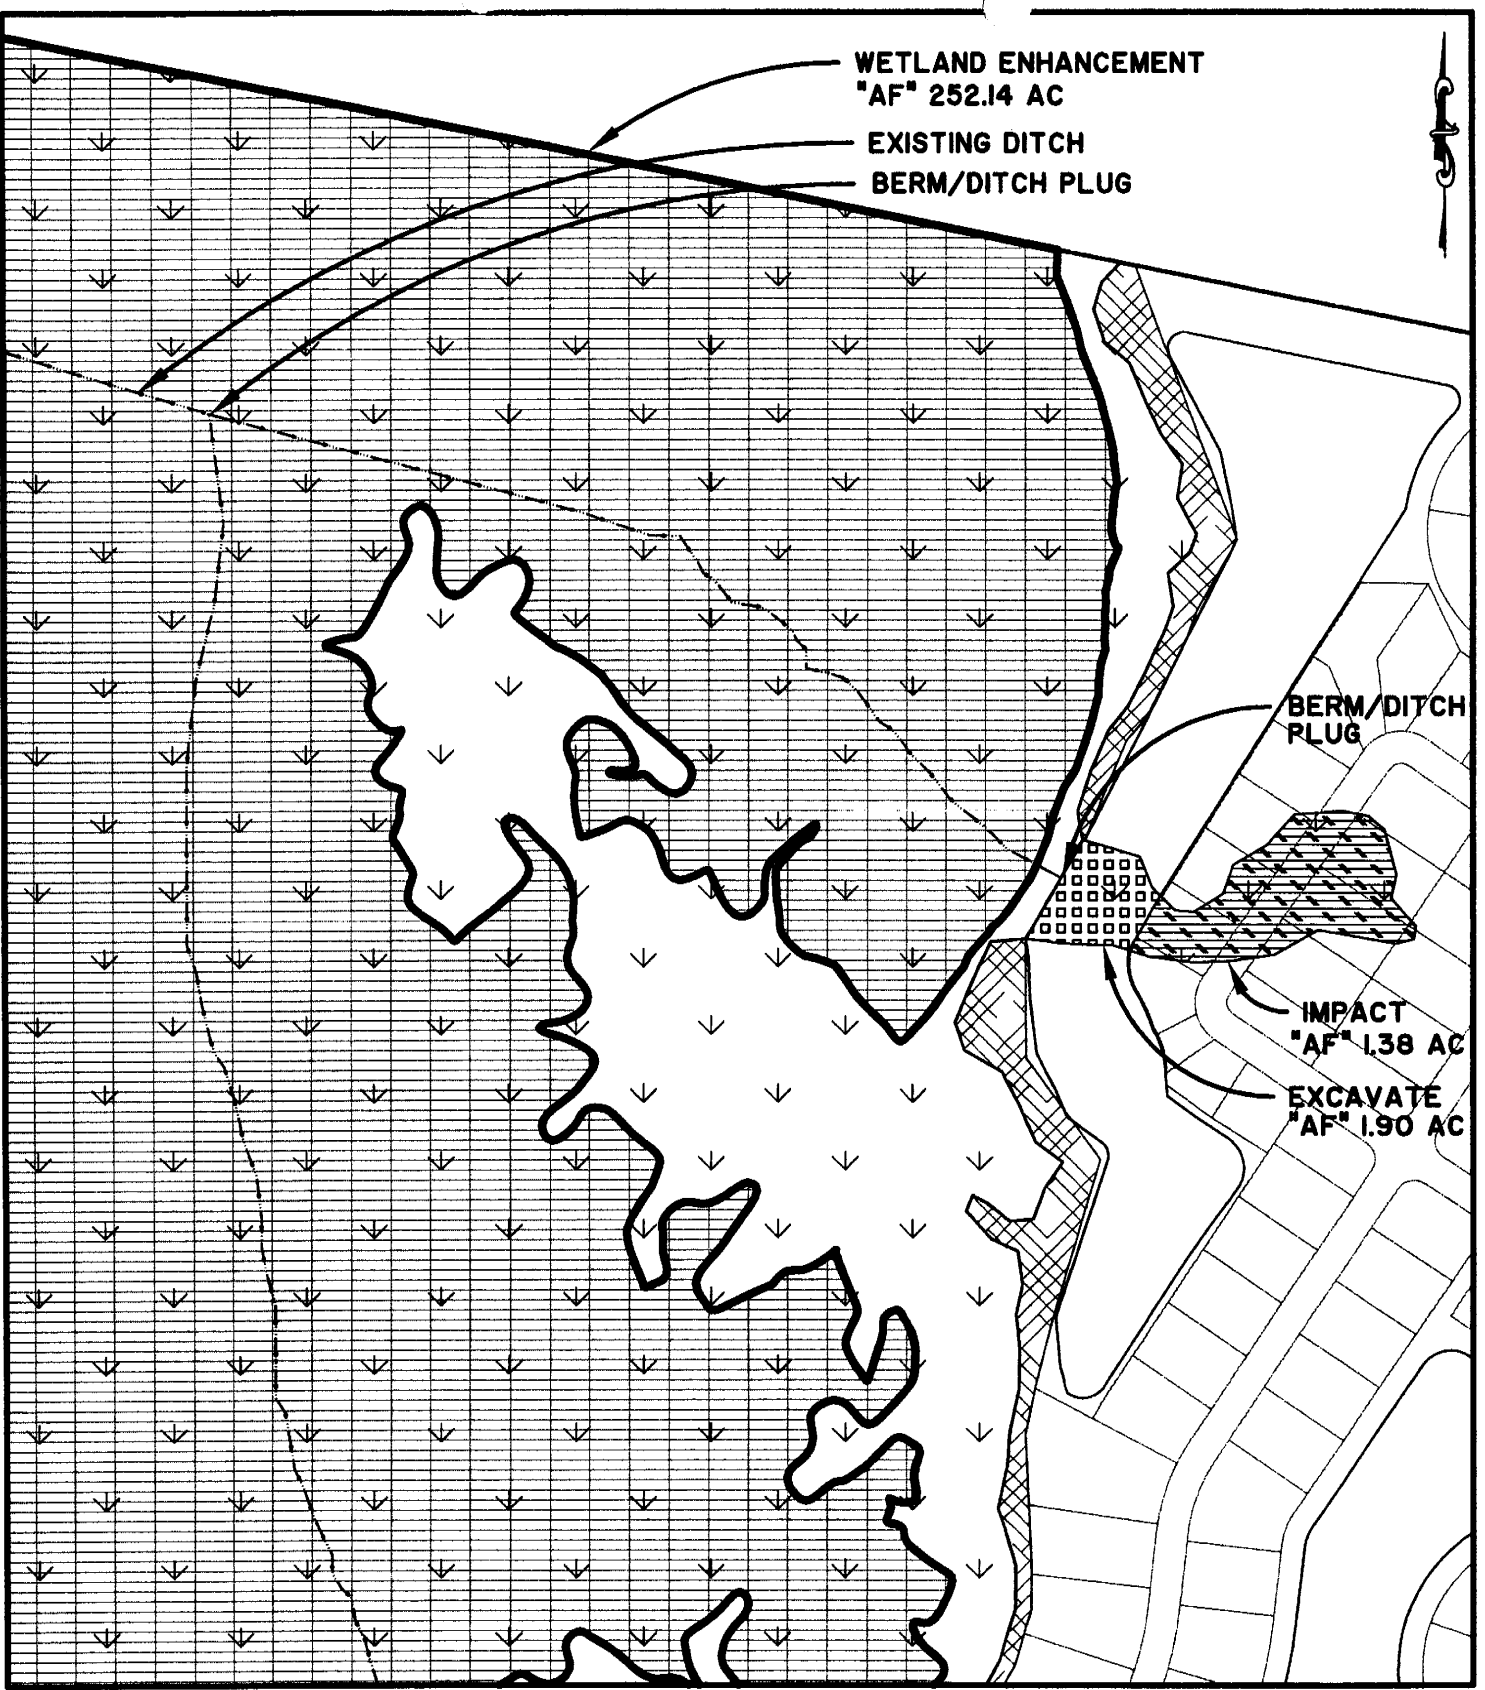 WETLAND ENHANCEMENT
"AF" 252.14 AC
EXISTING DITCH
BERM/DITCH PLUG
BERM/DITCH
PLUG
IMPACT
"AF" 1.38 AC
EXCAVATE
"AF" 1.90 AC